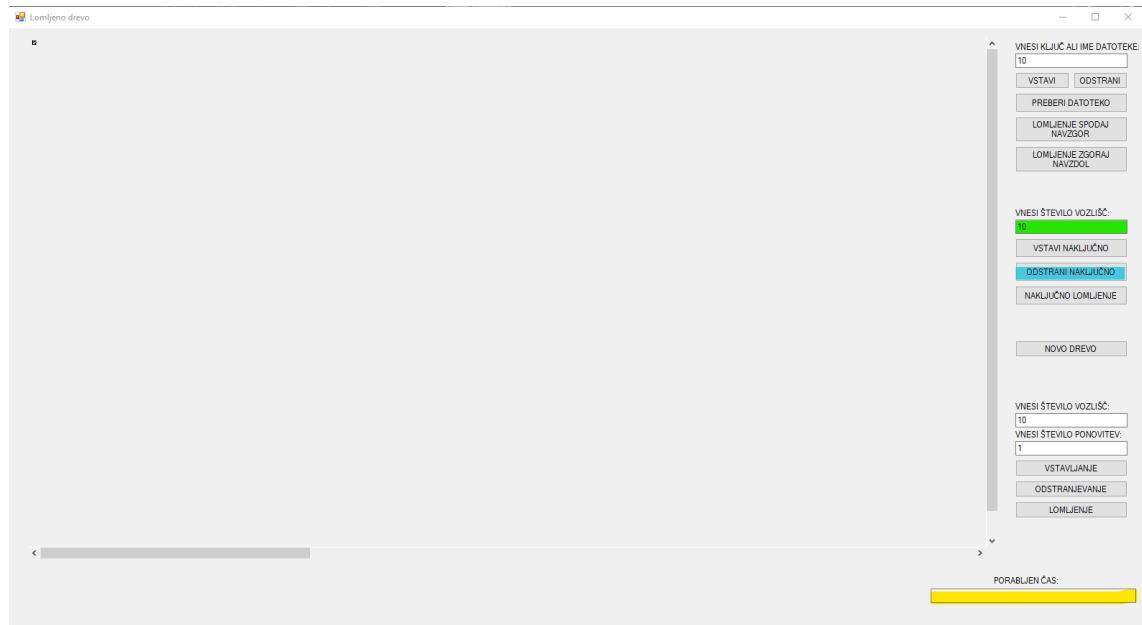 Lomljeno drevo
VNESI KLJUČ ALI IME DATOTEKE:
10
VSTAVI ODSTRANI
PREBERI DATOTEKO
LOMLJENJE SPODAJ
NAVZGOR
LOMLJENJE ZGORAJ
NAVZDOL
VNESI ŠTEVILO VOZLIŠČ:
10
VSTAVI NAKLJUČNO
ODSTRANI NAKLJUČNO
NAKLJUČNO LOMLJENJE
NOVO DREVO
VNESI ŠTEVILO VOZLIŠČ:
10
VNESI ŠTEVILO PONOVITEV:
1
VSTAVLJANJE
ODSTRANJEVANJE
LOMLJENJE
PORABLJEN ČAS: